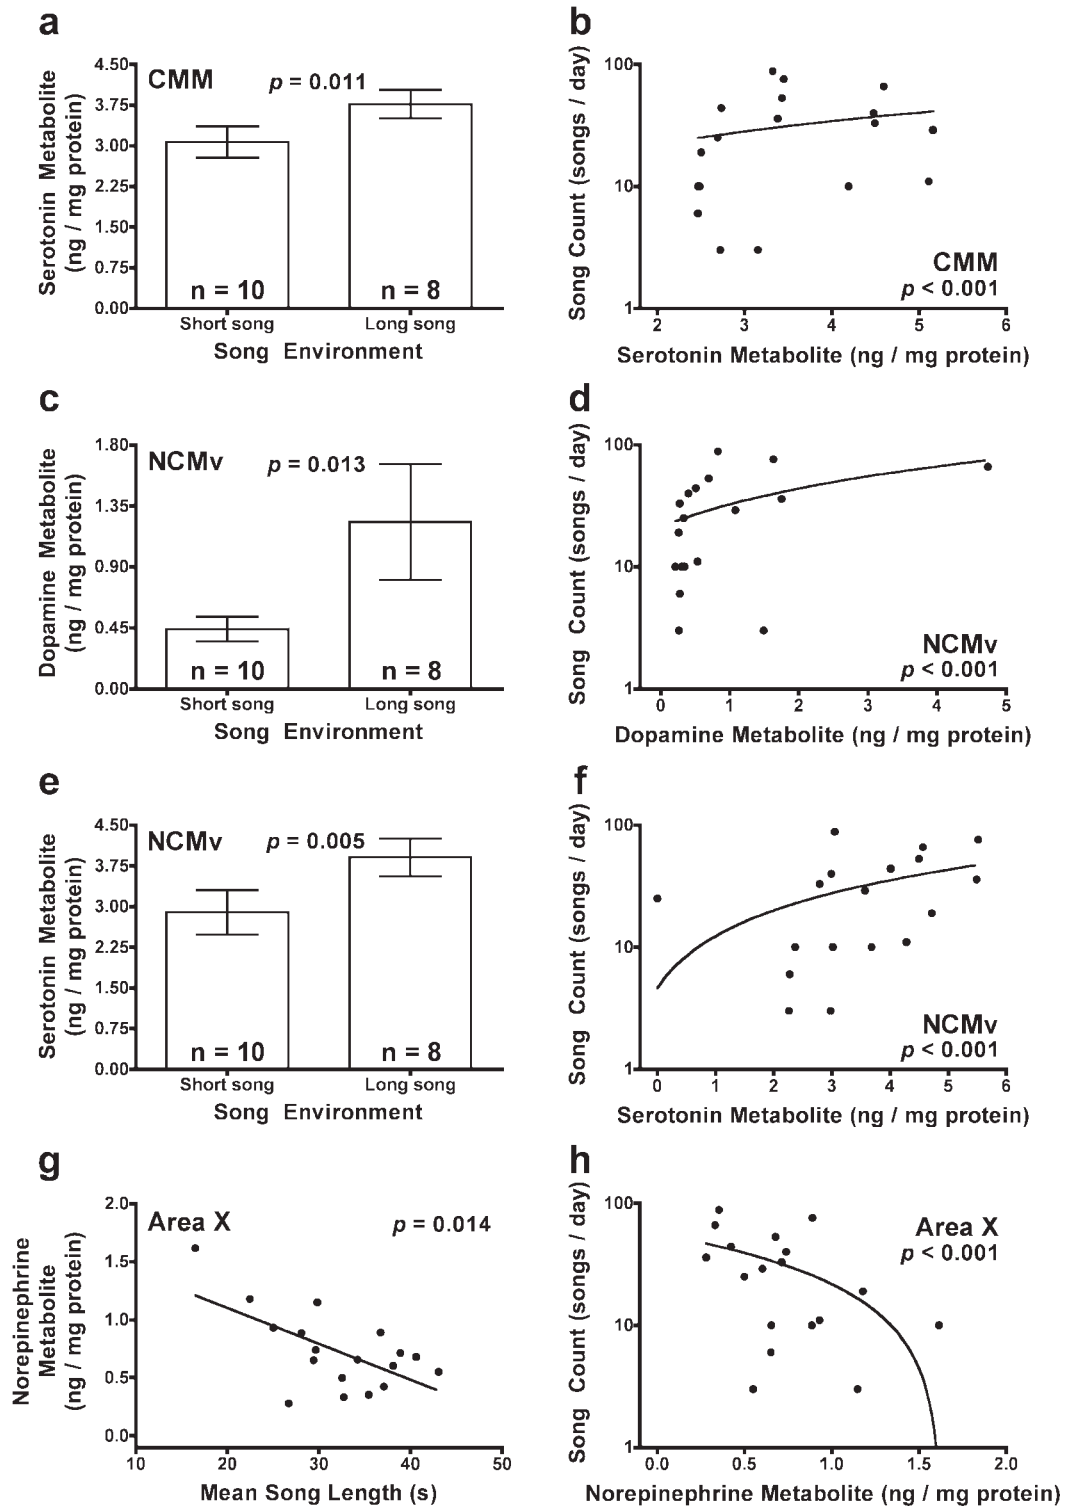 a
Serotonin Metabolite
(ng / mg protein)
4.50
3.75
3.00
2.25
1.50
0.75
0.00
CMM
p = 0.011
n = 10
n = 8
Short song
Long song
Song Environment
b
Song Count (songs / day)
100
10
1
CMM
p < 0.001
2
3
4
5
6
Serotonin Metabolite (ng / mg protein)
c
Dopamine Metabolite
(ng / mg protein)
1.80
1.35
0.90
0.45
0.00
NCMv
p = 0.013
n = 10
n = 8
Short song
Long song
Song Environment
d
Song Count (songs / day)
100
10
1
NCMv
p < 0.001
0
1
2
3
4
5
Dopamine Metabolite (ng / mg protein)
e
Serotonin Metabolite
(ng / mg protein)
4.50
3.75
3.00
2.25
1.50
0.75
0.00
NCMv
p = 0.005
n = 10
n = 8
Short song
Long song
Song Environment
f
Song Count (songs / day)
100
10
1
NCMv
p < 0.001
0
1
2
3
4
5
6
Serotonin Metabolite (ng / mg protein)
g
Norepinephrine
Metabolite
(ng / mg protein)
2.0
1.5
1.0
0.5
0.0
Area X
p = 0.014
10
20
30
40
50
Mean Song Length (s)
h
Song Count (songs / day)
100
10
1
Area X
p < 0.001
0.0
0.5
1.0
1.5
2.0
Norepinephrine Metabolite (ng / mg protein)